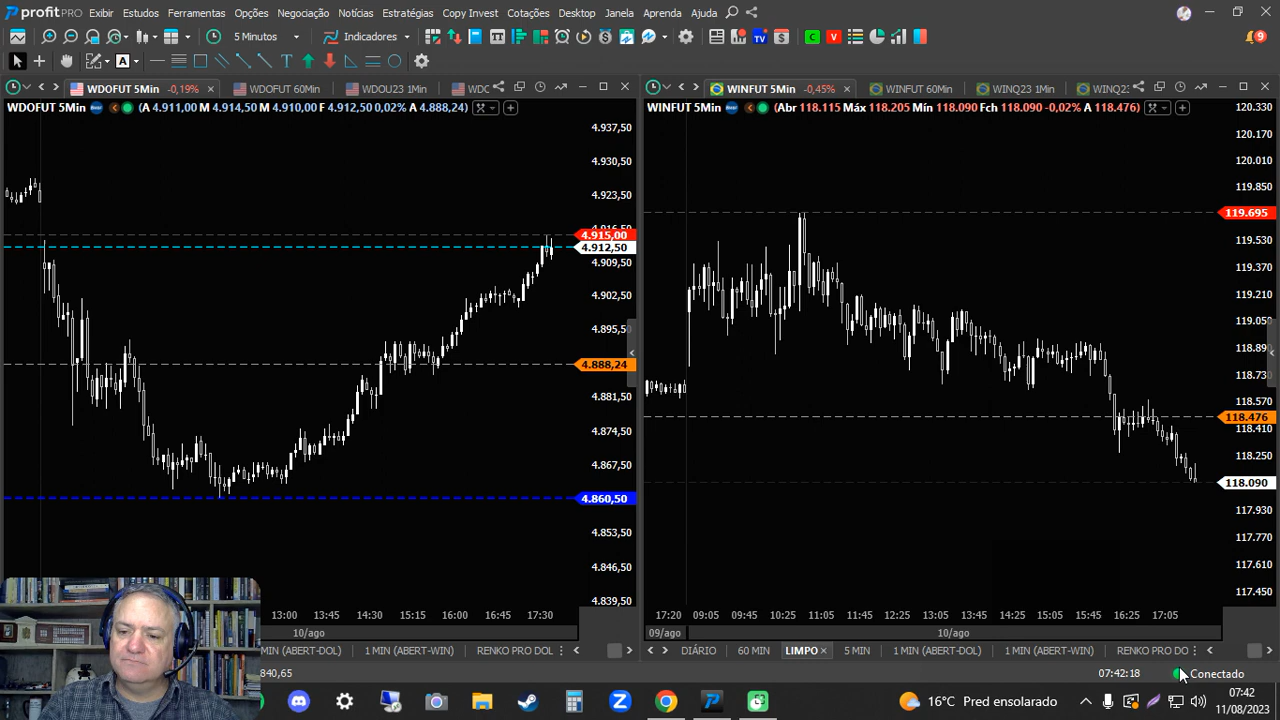 profitPRO Exibir Estudos Ferramentas Opções Negociação Notícias Estratégias Copy Invest Cotações Desktop Janela Aprenda Ajuda
5 Minutos Indicadores TT TV $ C V 9
A T
WDOFUT 5Min -0,19% × WDOFUT 60Min WDOU23 1Min
WDOFUT 5Min (A 4.911,00 M 4.914,50 M 4.910,00 F 4.912,50 0,02% A 4.888,24)
4.937,50
4.930,50
4.923,50
4.915,00
4.912,50
4.909,50
4.902,50
4.895,50
4.888,24
4.881,50
4.874,50
4.867,50
4.860,50
4.853,50
4.846,50
4.839,50
13:00 13:45 14:30 15:15 16:00 16:45 17:30
10/ago
1 MIN (ABERT-DOL) 1 MIN (ABERT-WIN) RENKO PRO DOL
WINFUT 5Min -0,45% × WINFUT 60Min WINQ23 1Min WINQ23
WINFUT 5Min (Abr 118.115 Máx 118.205 Mín 118.090 Fch 118.090 -0,02% A 118.476)
120.330
120.170
120.010
119.850
119.695
119.530
119.370
119.210
119.050
118.890
118.730
118.570
118.476
118.410
118.250
118.090
117.930
117.770
117.610
117.450
17:20 09:05 09:45 10:25 11:05 11:45 12:25 13:05 13:45 14:25 15:05 15:45 16:25 17:05
09/ago 10/ago
DIÁRIO 60 MIN LIMPO × 5 MIN 1 MIN (ABERT-DOL) 1 MIN (ABERT-WIN) RENKO PRO DO
840,65 07:42:18 Conectado
16°C Pred ensolarado 07:42
11/08/2023